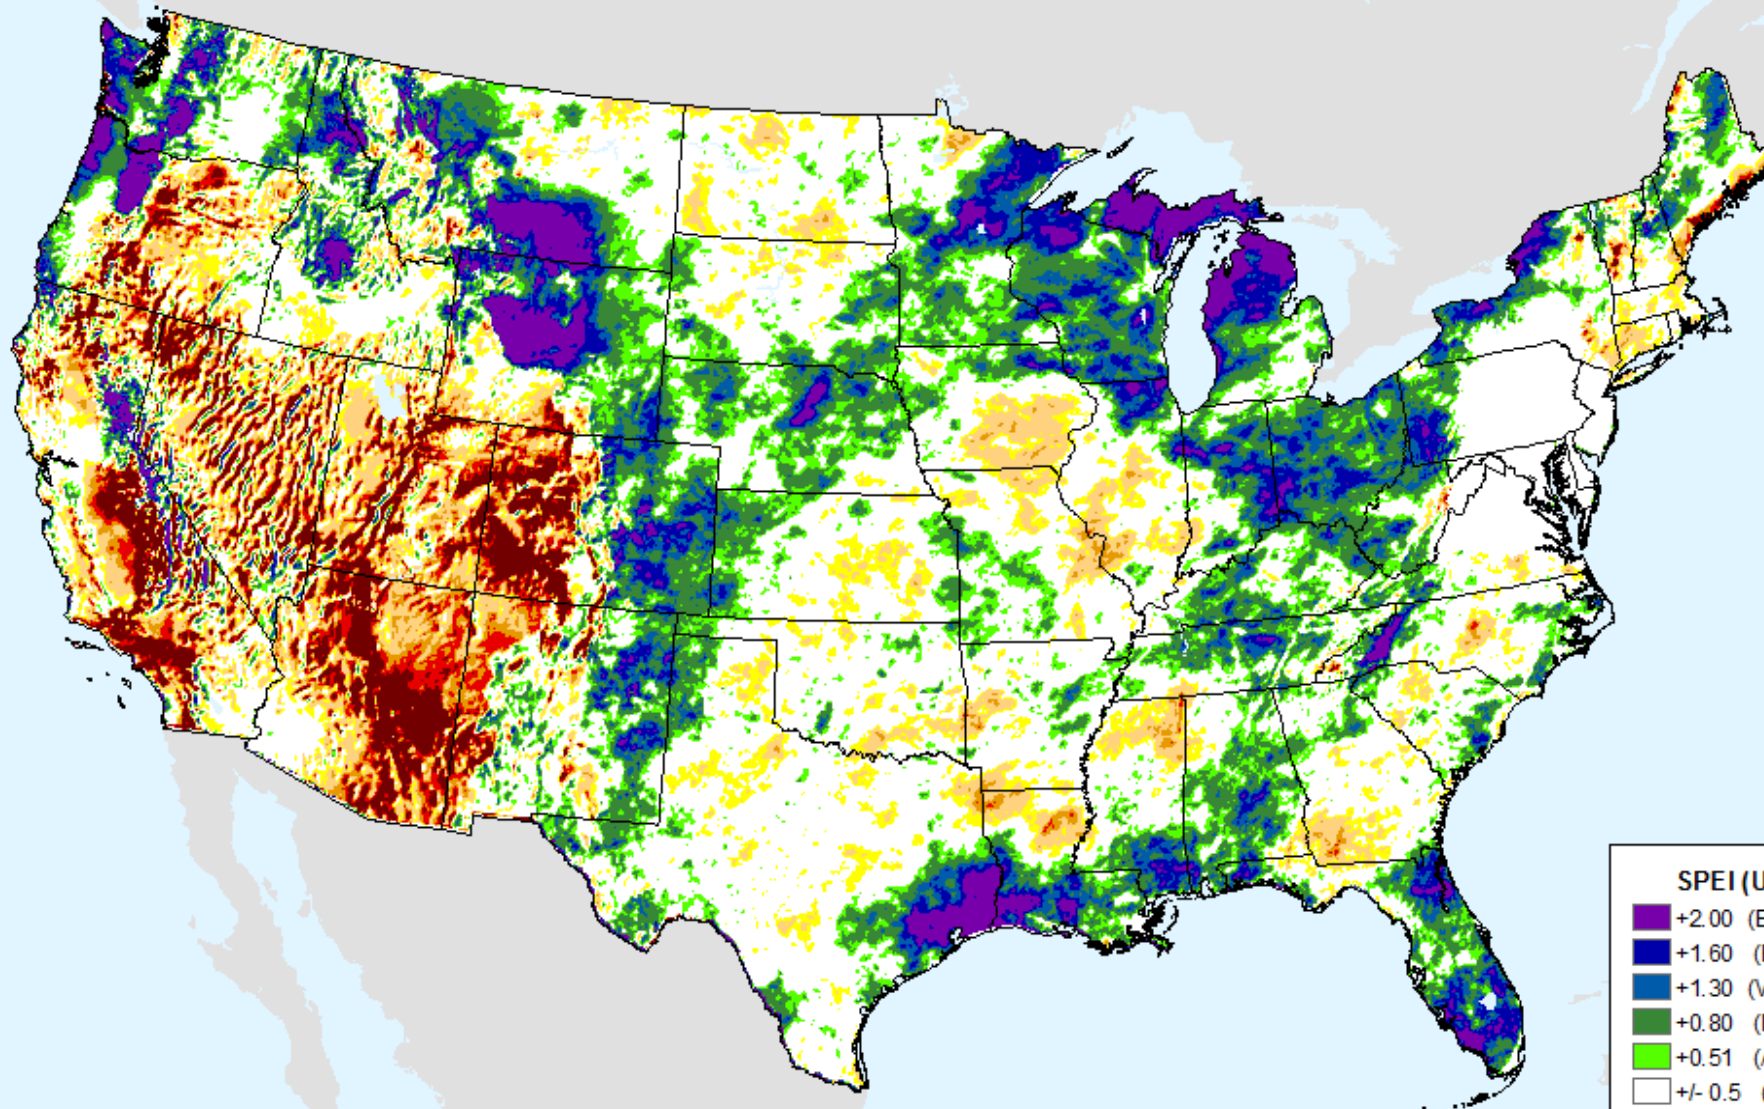 SPEI (U
+2.00 (E
+1.60 (
+1.30 (V
+0.80 (
+0.51 (
+/- 0.5 (